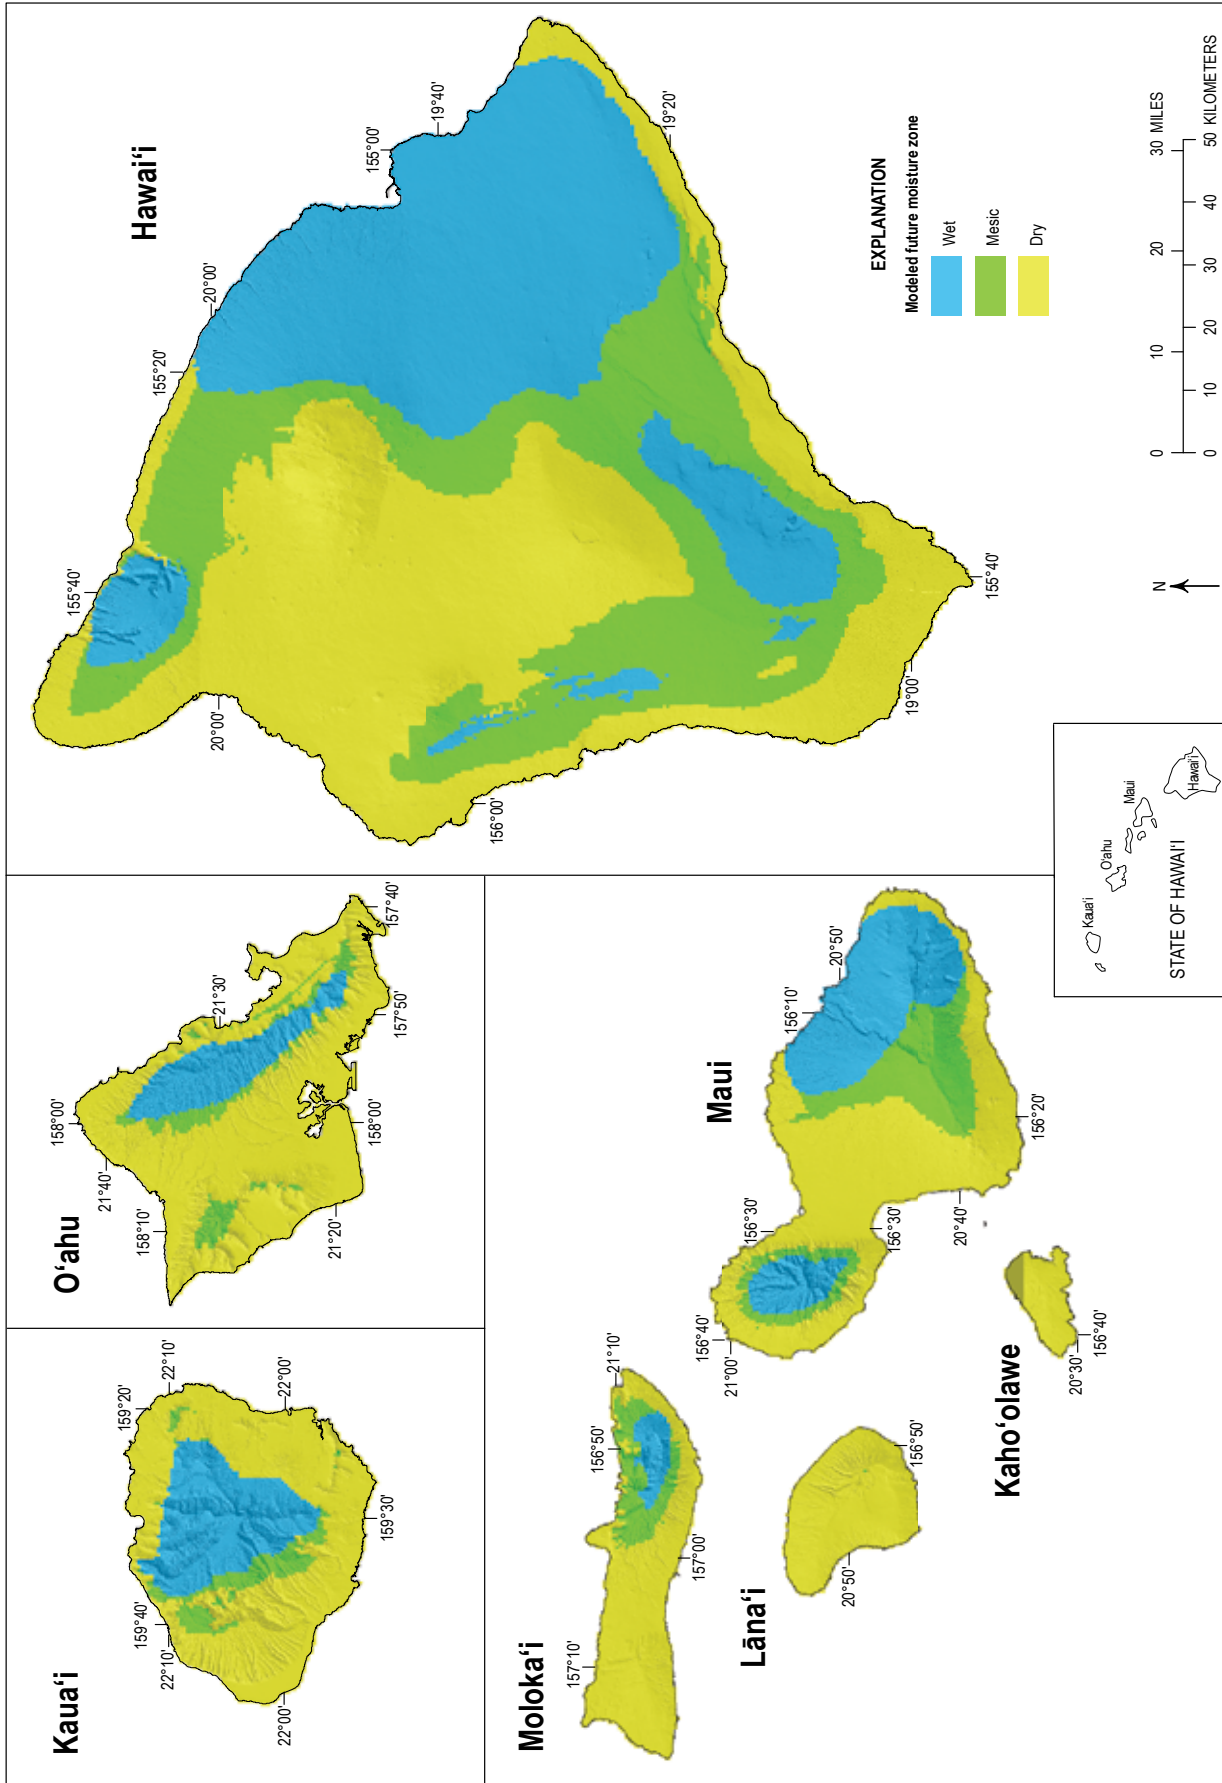 Kauaʻi
159°40'
22°10'
22°00'
159°20'
22°10'
22°00'
159°30'
Oʻahu
158°10'
21°40'
158°00'
21°30'
21°20'
158°00'
157°50'
157°40'
Hawaiʻi
155°40'
20°00'
155°20'
20°00'
155°00'
19°40'
19°20'
156°00'
19°00'
155°40'
Molokaʻi
157°10'
157°00'
156°50'
21°10'
Lānaʻi
20°50'
156°50'
Maui
156°40'
21°00'
156°30'
156°30'
20°40'
156°20'
156°10'
20°50'
Kahoʻolawe
20°30'
156°40'
EXPLANATION
Modeled future moisture zone
Wet
Mesic
Dry
N
0 10 20 30 MILES
0 10 20 30 40 50 KILOMETERS
Kauaʻi
Oʻahu
Maui
Hawaiʻi
STATE OF HAWAIʻI